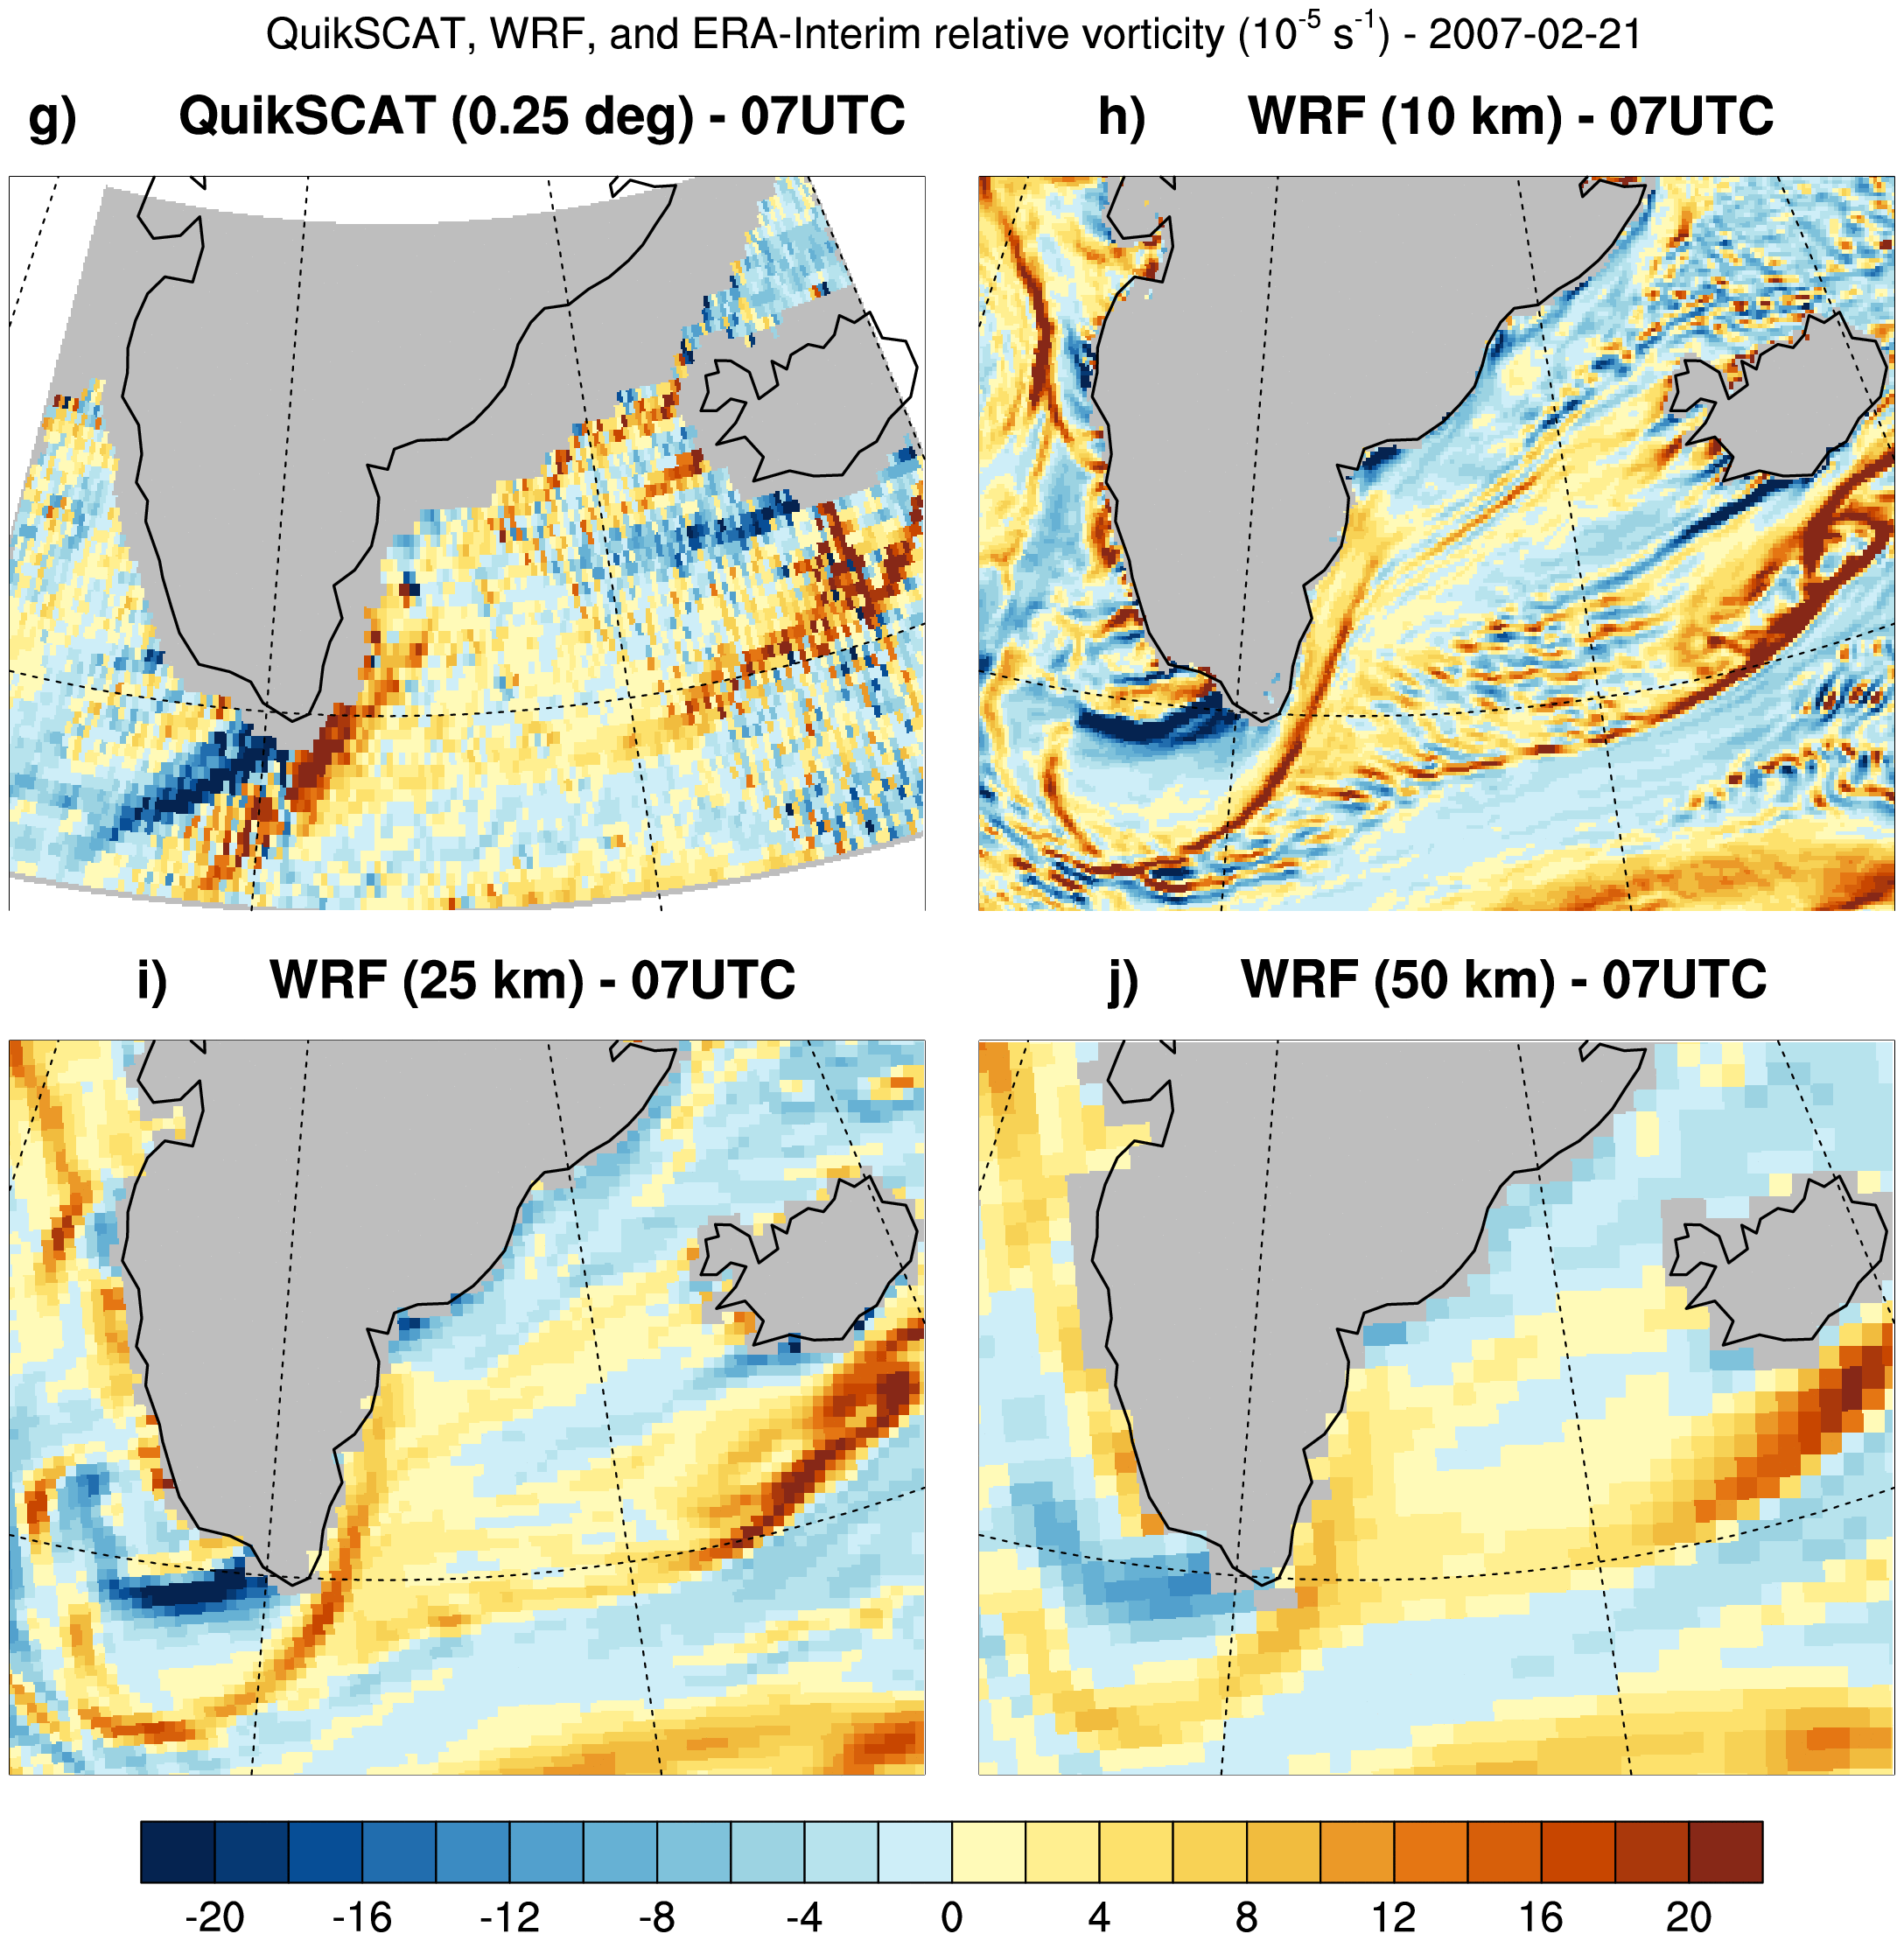 QuikSCAT, WRF, and ERA-Interim relative vorticity (10⁻⁵ s⁻¹) - 2007-02-21
g) QuikSCAT (0.25 deg) - 07UTC
h) WRF (10 km) - 07UTC
i) WRF (25 km) - 07UTC
j) WRF (50 km) - 07UTC
-20 -16 -12 -8 -4 0 4 8 12 16 20